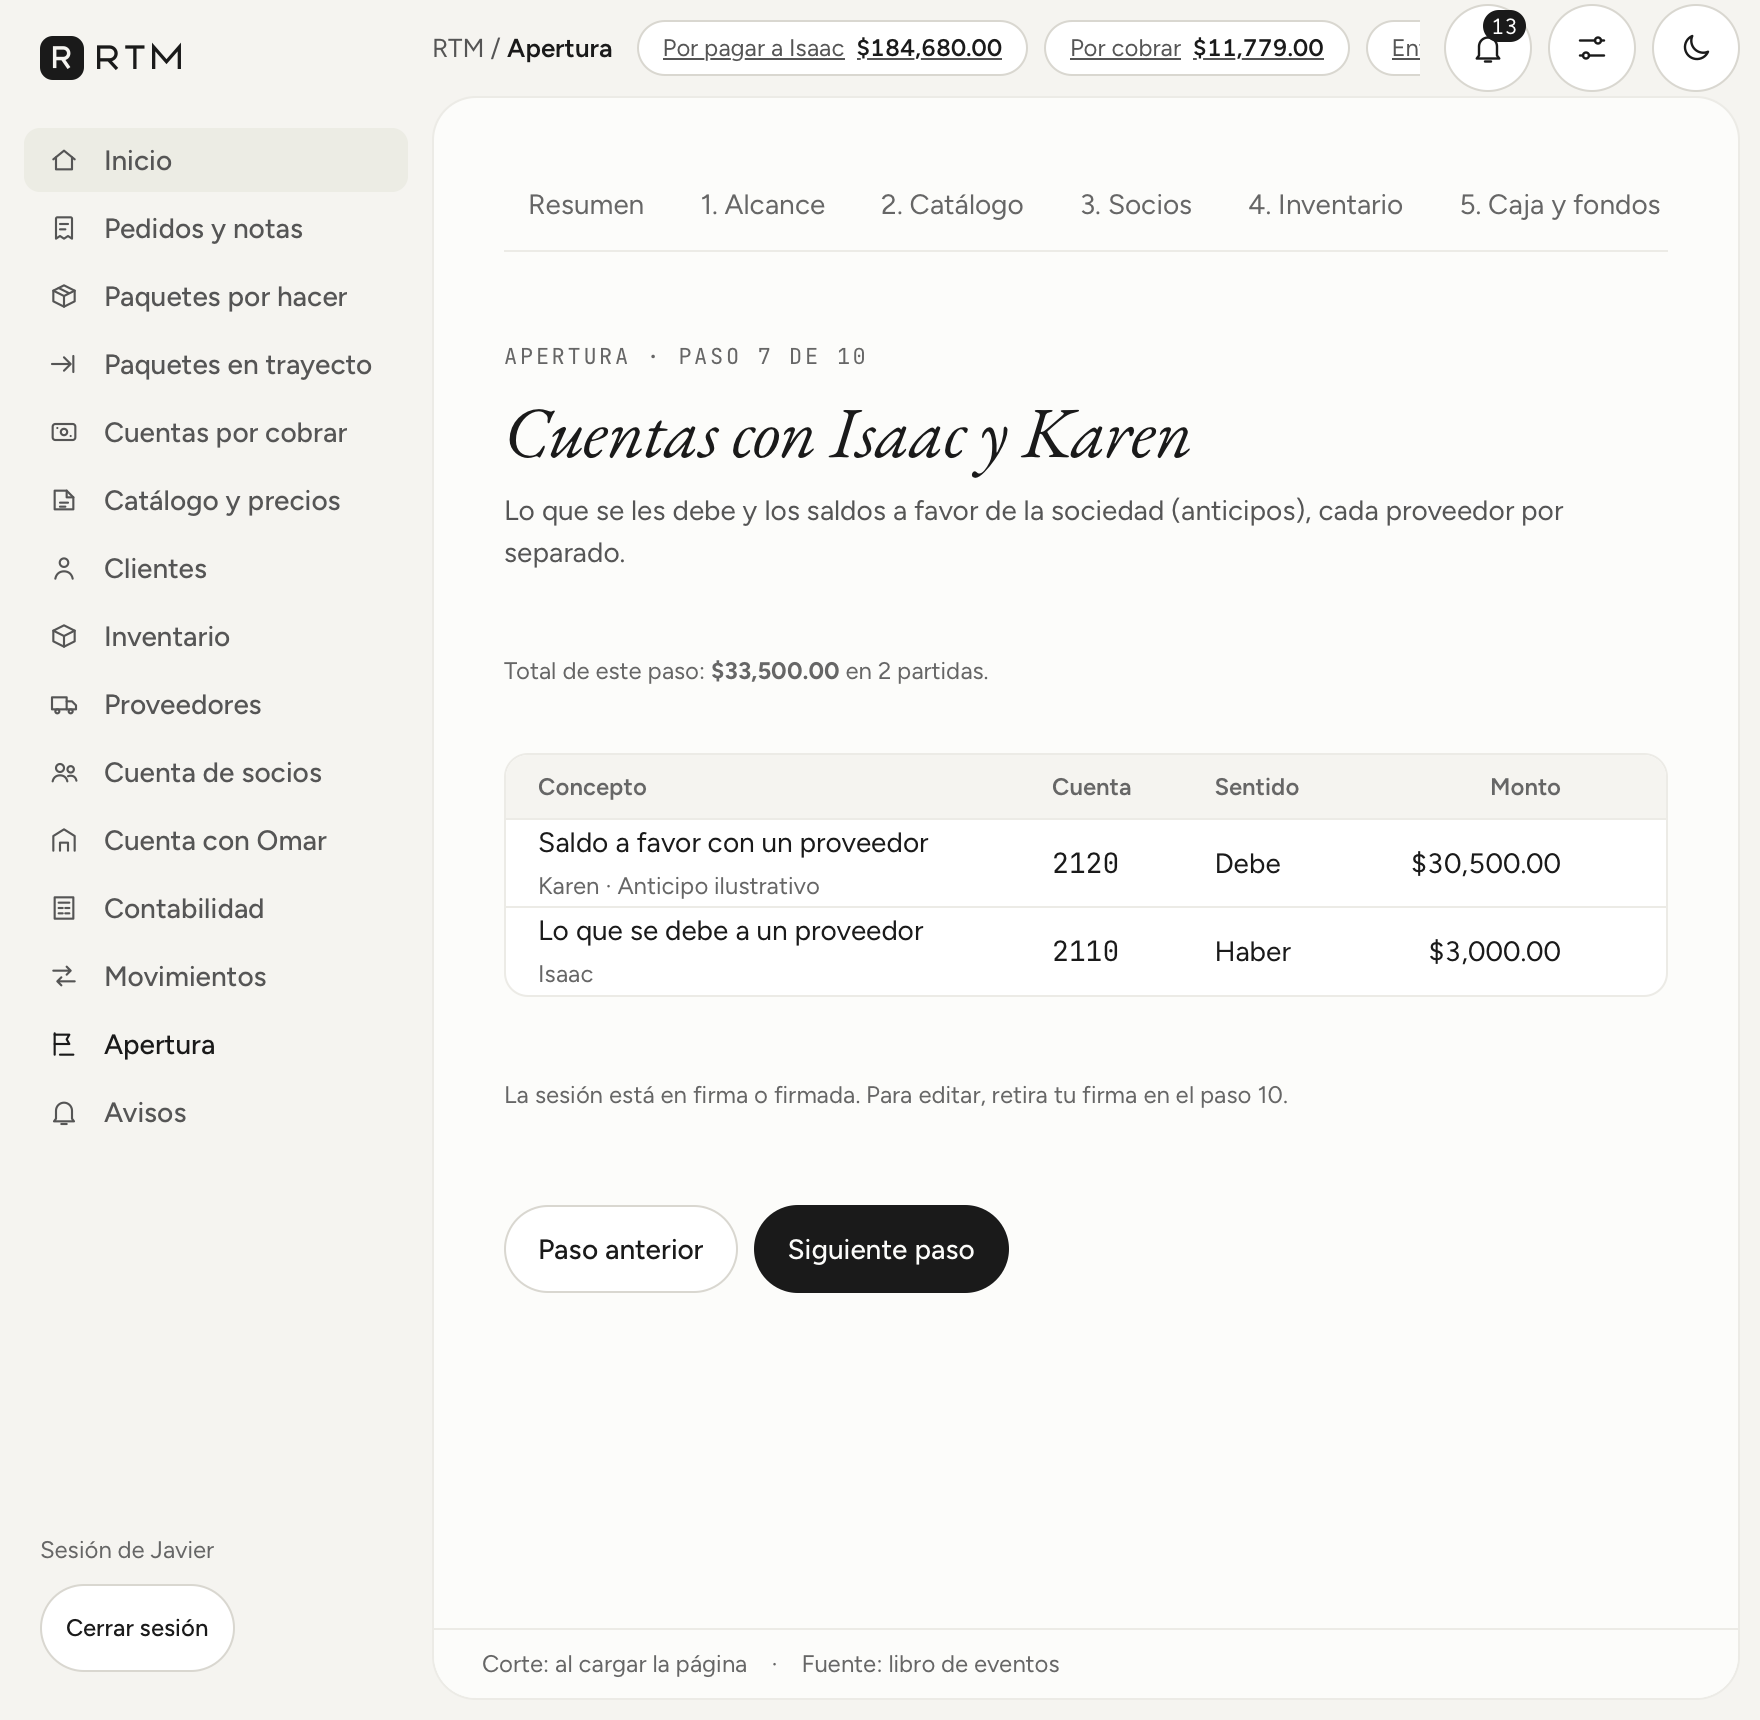 R RTM
RTM / Apertura
Por pagar a Isaac $184,680.00
Por cobrar $11,779.00
13
Inicio
Pedidos y notas
Paquetes por hacer
Paquetes en trayecto
Cuentas por cobrar
Catálogo y precios
Clientes
Inventario
Proveedores
Cuenta de socios
Cuenta con Omar
Contabilidad
Movimientos
Apertura
Avisos
Sesión de Javier
Cerrar sesión
Resumen 1. Alcance 2. Catálogo 3. Socios 4. Inventario 5. Caja y fondos
APERTURA · PASO 7 DE 10
Cuentas con Isaac y Karen
Lo que se les debe y los saldos a favor de la sociedad (anticipos), cada proveedor por
separado.
Total de este paso: $33,500.00 en 2 partidas.
Concepto Cuenta Sentido Monto
Saldo a favor con un proveedor 2120 Debe $30,500.00
Karen · Anticipo ilustrativo
Lo que se debe a un proveedor 2110 Haber $3,000.00
Isaac
La sesión está en firma o firmada. Para editar, retira tu firma en el paso 10.
Paso anterior Siguiente paso
Corte: al cargar la página · Fuente: libro de eventos